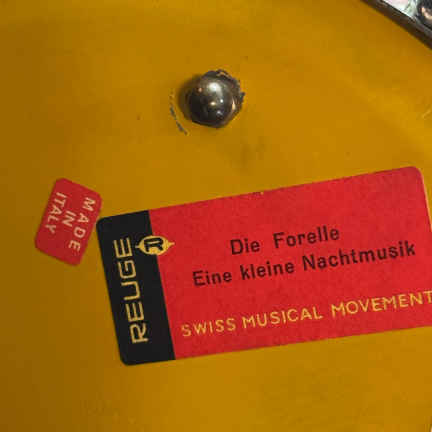 MADE
IN
ITALY
REUGE
R
Die Forelle
Eine kleine Nachtmusik
SWISS MUSICAL MOVEMENT